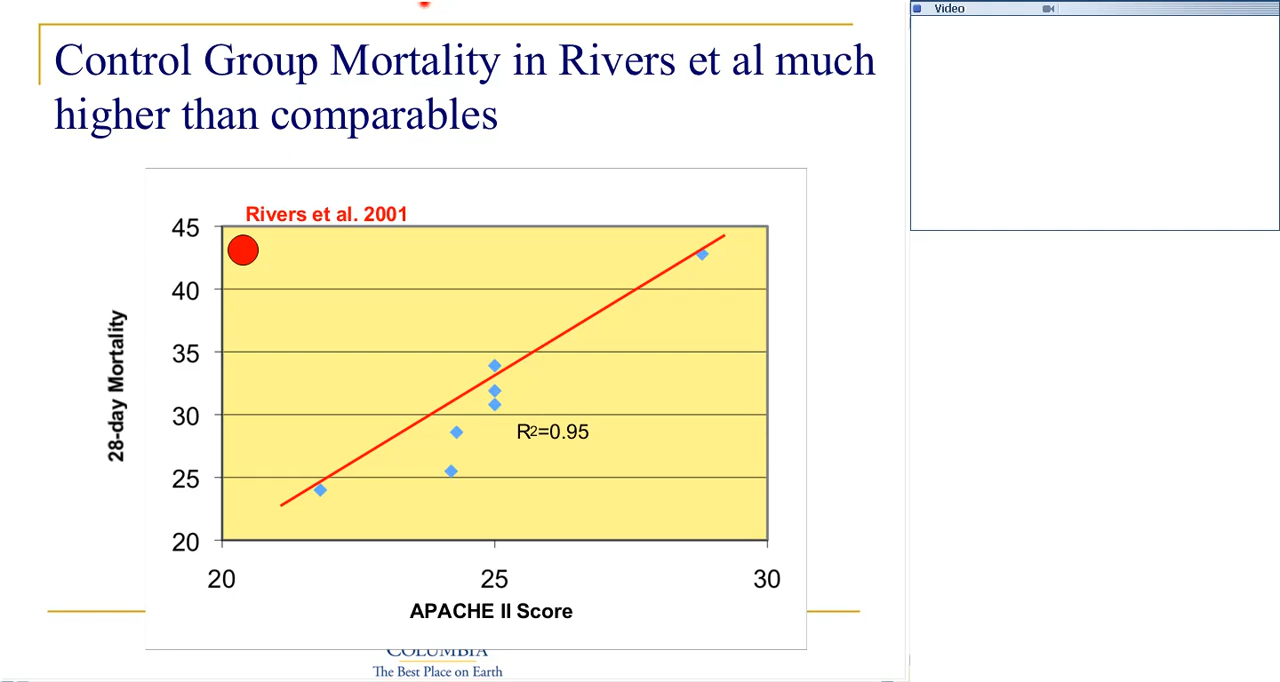 Video
Control Group Mortality in Rivers et al much
higher than comparables
Rivers et al. 2001
45
40
35
30
25
20
28-day Mortality
R2=0.95
20 25 30
APACHE II Score
COLUMBIA
The Best Place on Earth